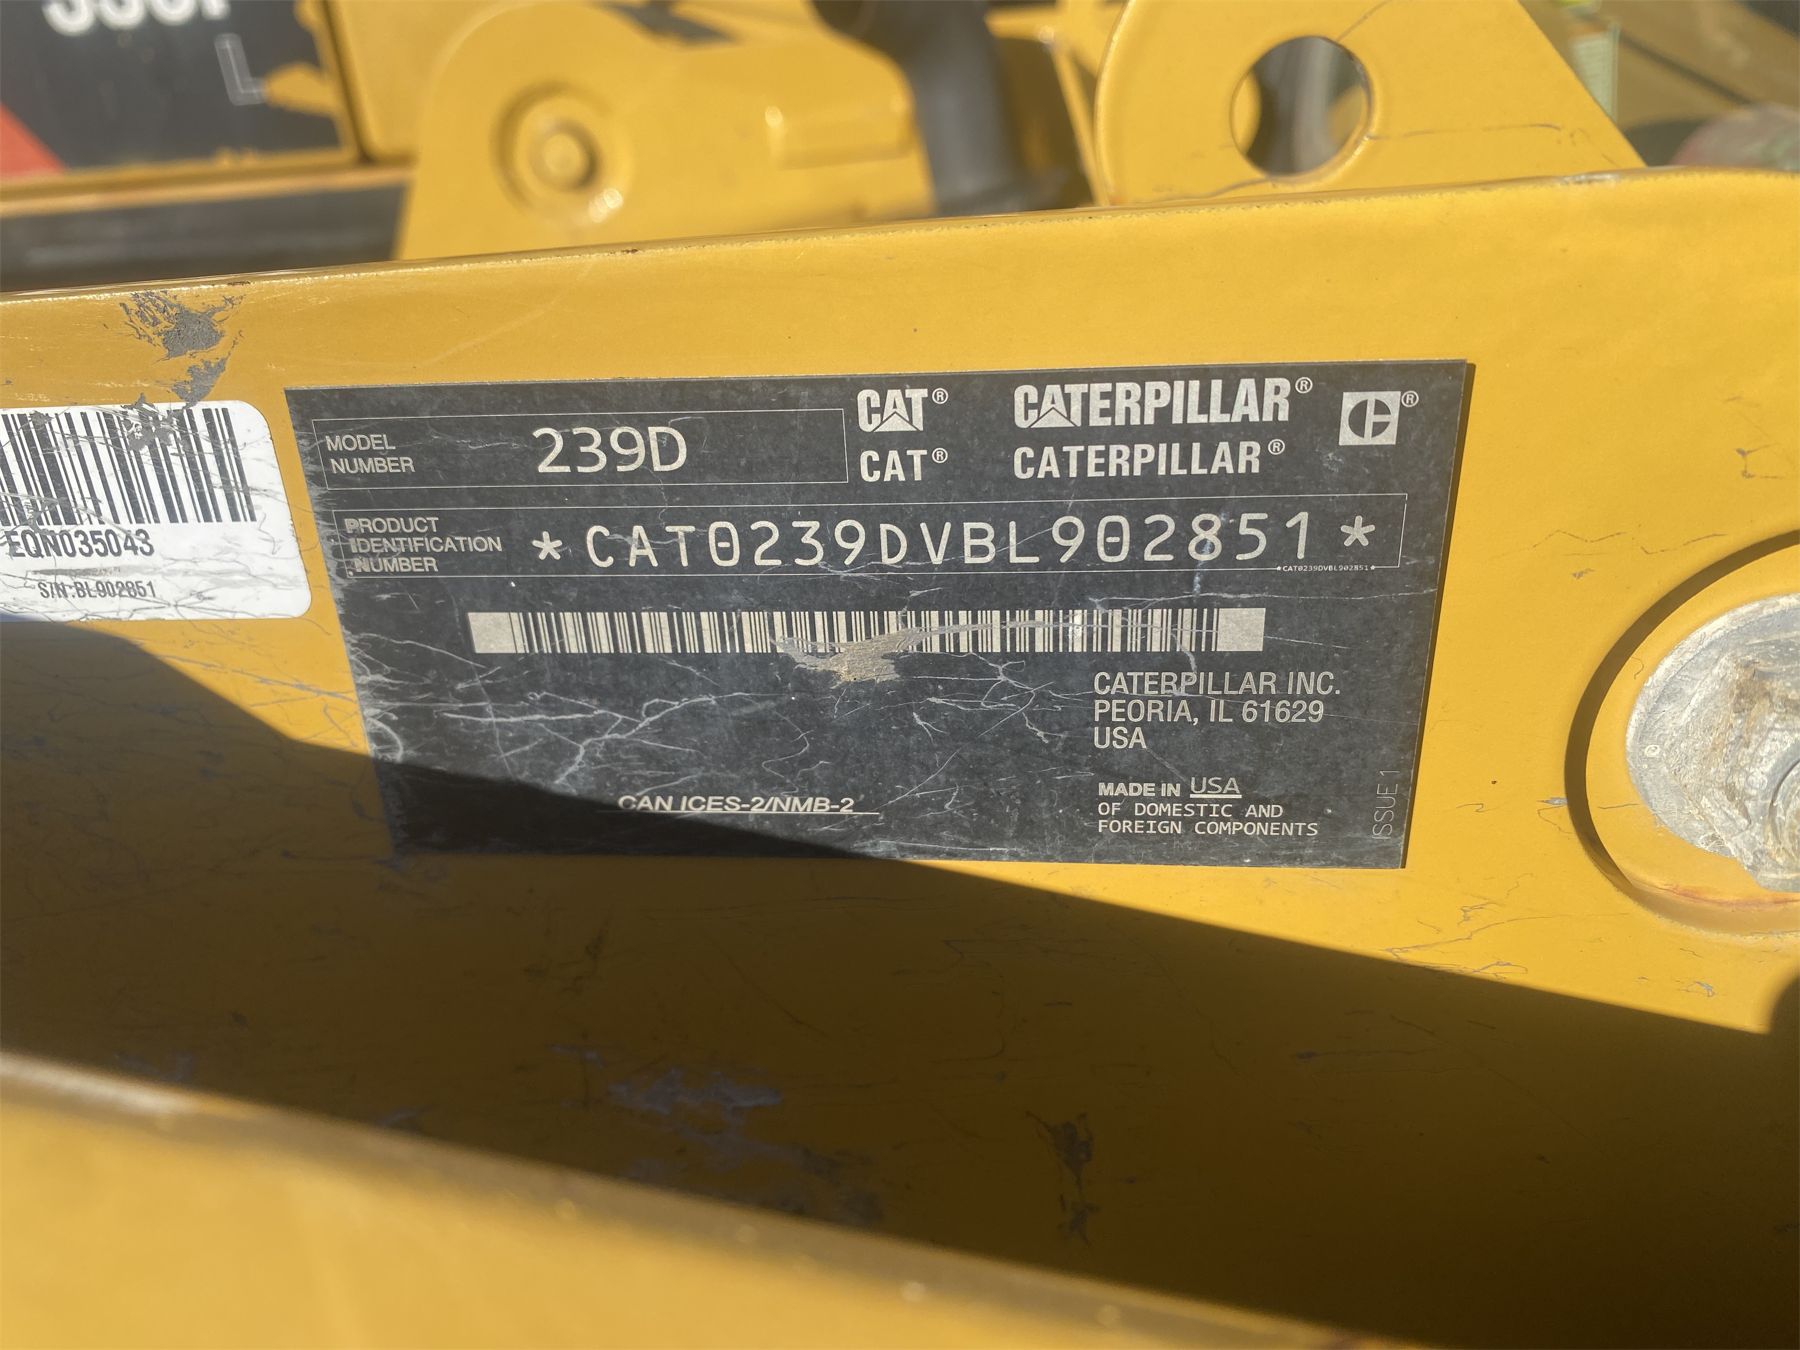 L
MODEL
NUMBER
239D
CAT®
CATERPILLAR®
CAT®
CATERPILLAR®
PRODUCT
IDENTIFICATION
NUMBER
*CAT0239DVBL902851*
*CAT0239DVBL902851*
EQN035043
S/N:BL902851
CATERPILLAR INC.
PEORIA, IL 61629
USA
CAN ICES-2/NMB-2
MADE IN USA
OF DOMESTIC AND
FOREIGN COMPONENTS
ISSUE 1